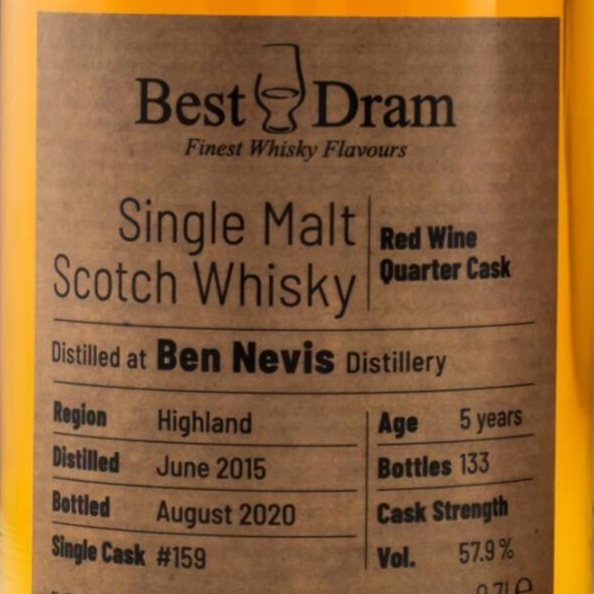 Best Dram
Finest Whisky Flavours
Single Malt
Scotch Whisky
Red Wine
Quarter Cask
Distilled at Ben Nevis Distillery
Region Highland
Distilled June 2015
Bottled August 2020
Single Cask #159
Age 5 years
Bottles 133
Cask Strength
Vol. 57.9 %
0,7l e